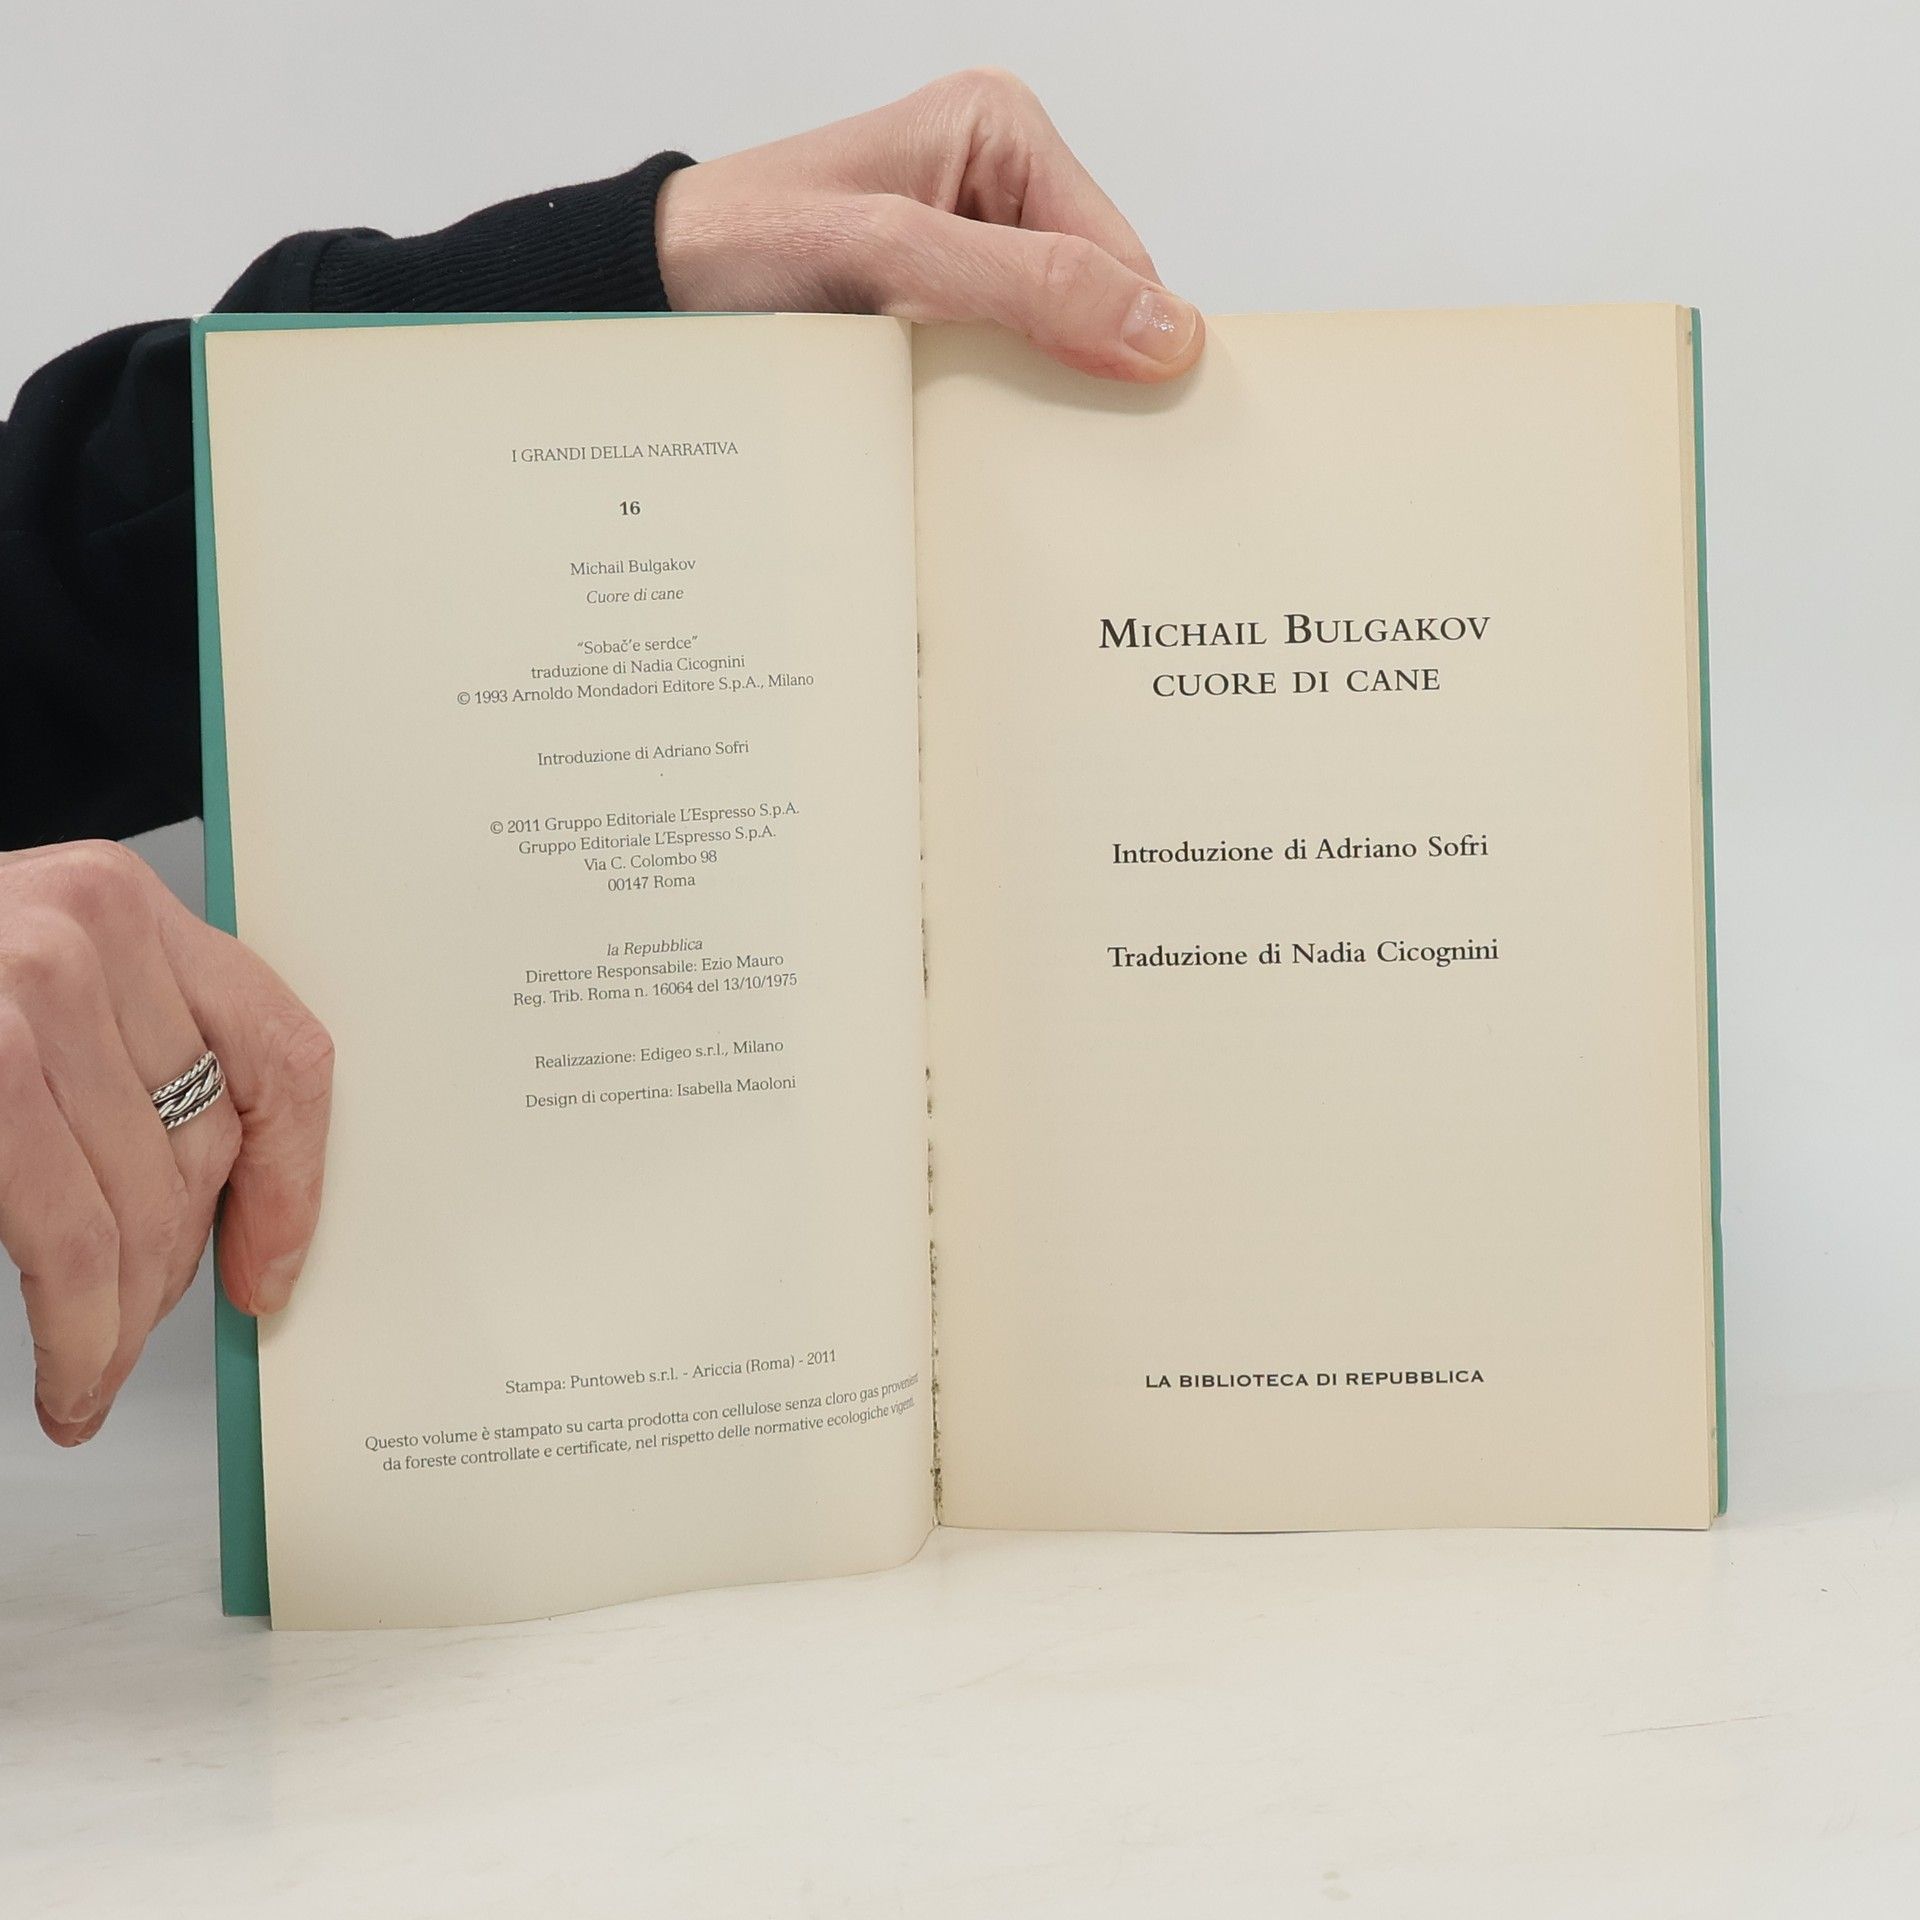 I GRANDI DELLA NARRATIVA
16
Michail Bulgakov
Cuore di cane
“Sobač’e serdce”
traduzione di Nadia Cicognini
© 1993 Arnoldo Mondadori Editore S.p.A., Milano
Introduzione di Adriano Sofri
© 2011 Gruppo Editoriale L’Espresso S.p.A.
Gruppo Editoriale L’Espresso S.p.A.
Via C. Colombo 98
00147 Roma
la Repubblica
Direttore Responsabile: Ezio Mauro
Reg. Trib. Roma n. 16064 del 13/10/1975
Realizzazione: Edigeo s.r.l., Milano
Design di copertina: Isabella Maoloni
Stampa: Puntoweb s.r.l. - Ariccia (Roma) - 2011
Questo volume è stampato su carta prodotta con cellulose senza cloro gas provenient
da foreste controllate e certificate, nel rispetto delle normative ecologiche vigenti.
MICHAIL BULGAKOV
CUORE DI CANE
Introduzione di Adriano Sofri
Traduzione di Nadia Cicognini
LA BIBLIOTECA DI REPUBBLICA